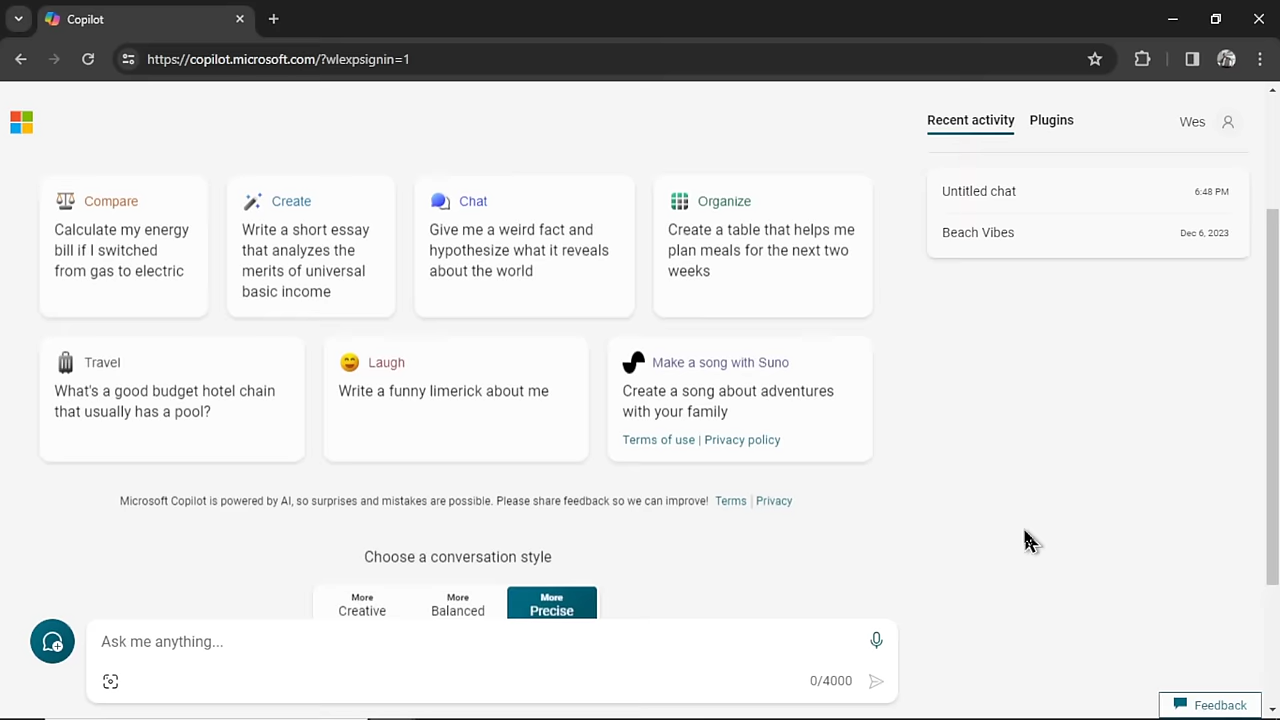 Copilot
https://copilot.microsoft.com/?wlexpsignin=1
Recent activity
Plugins
Wes
Untitled chat
6:48 PM
Beach Vibes
Dec 6, 2023
Compare
Calculate my energy
bill if I switched
from gas to electric
Create
Write a short essay
that analyzes the
merits of universal
basic income
Chat
Give me a weird fact and
hypothesize what it reveals
about the world
Organize
Create a table that helps me
plan meals for the next two
weeks
Travel
What's a good budget hotel chain
that usually has a pool?
Laugh
Write a funny limerick about me
Make a song with Suno
Create a song about adventures
with your family
Terms of use | Privacy policy
Microsoft Copilot is powered by AI, so surprises and mistakes are possible. Please share feedback so we can improve! Terms | Privacy
Choose a conversation style
More
Creative
More
Balanced
More
Precise
Ask me anything...
0/4000
Feedback